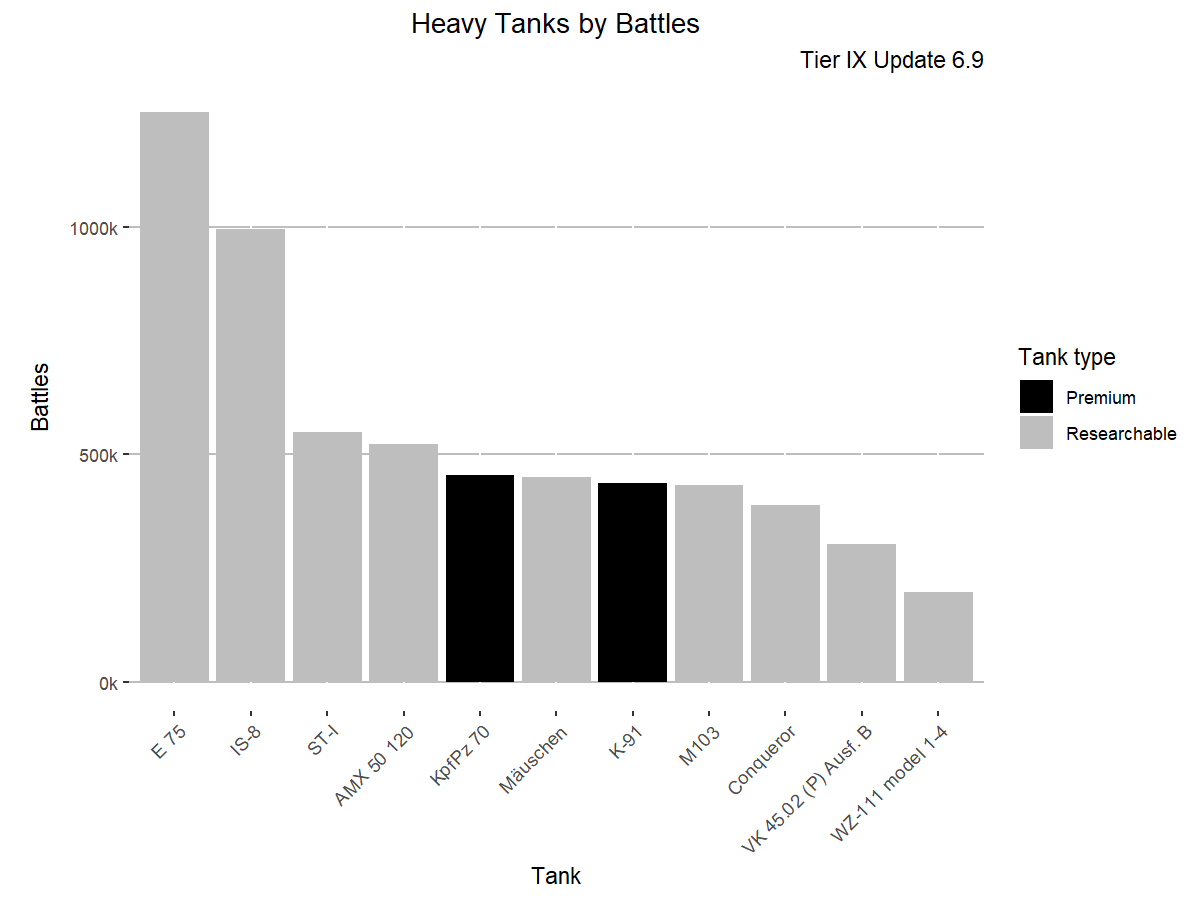 Heavy Tanks by Battles
Tier IX Update 6.9
1000k
500k
0k
Battles
E 75
IS-8
ST-I
AMX 50 120
KpfPz 70
Mäuschen
K-91
M103
Conqueror
VK 45.02 (P) Ausf. B
WZ-111 model 1-4
Tank
Tank type
Premium
Researchable